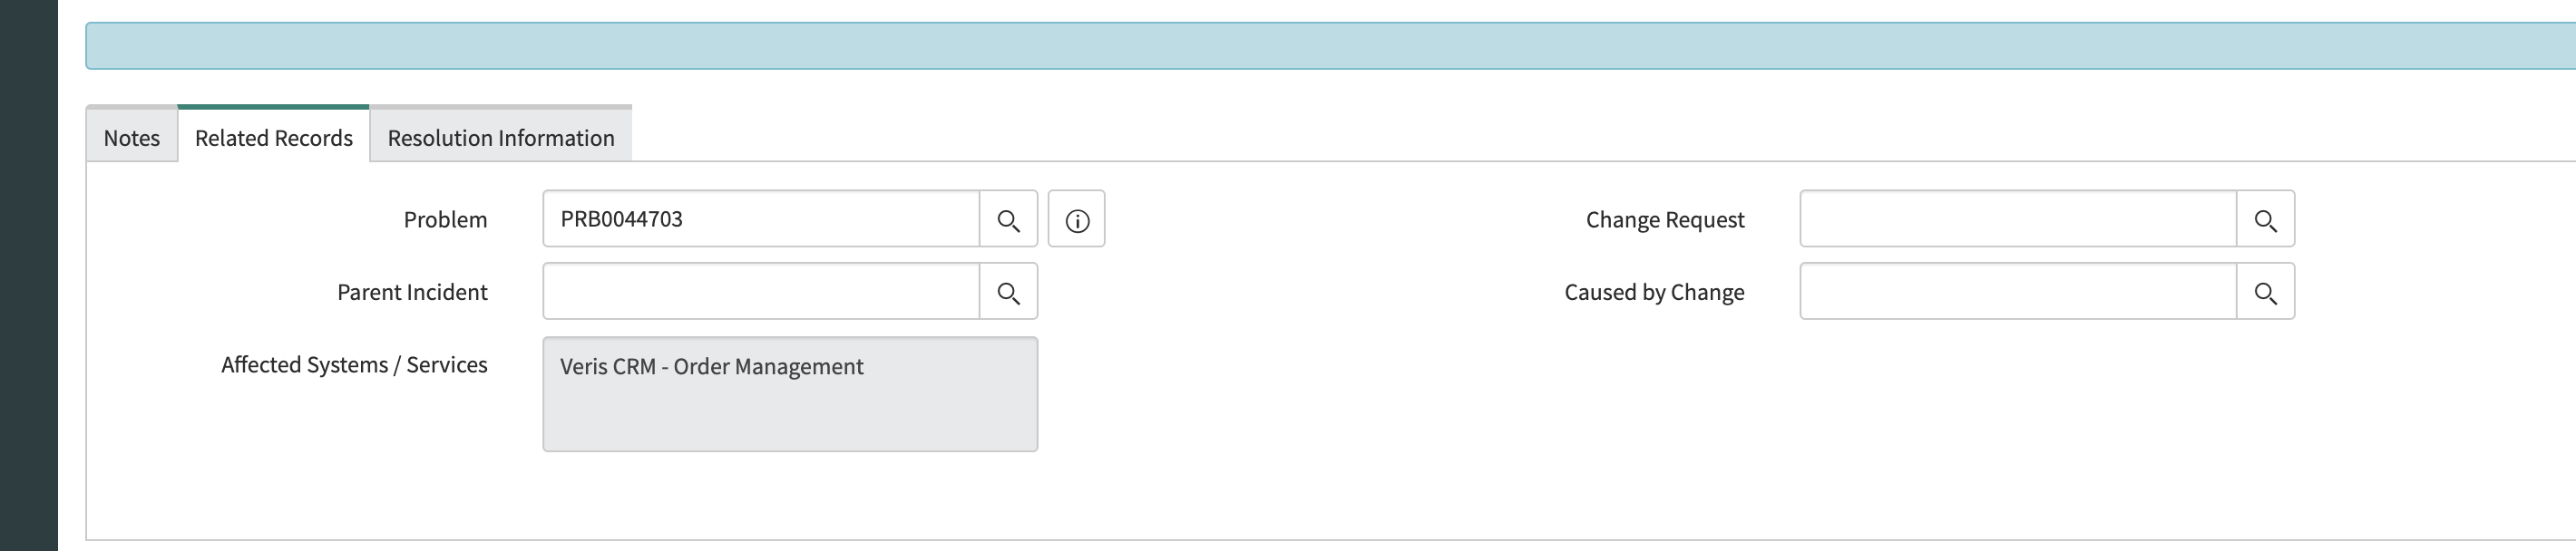 Notes Related Records Resolution Information
Problem PRB0044703 Change Request
Parent Incident Caused by Change
Affected Systems / Services Veris CRM - Order Management